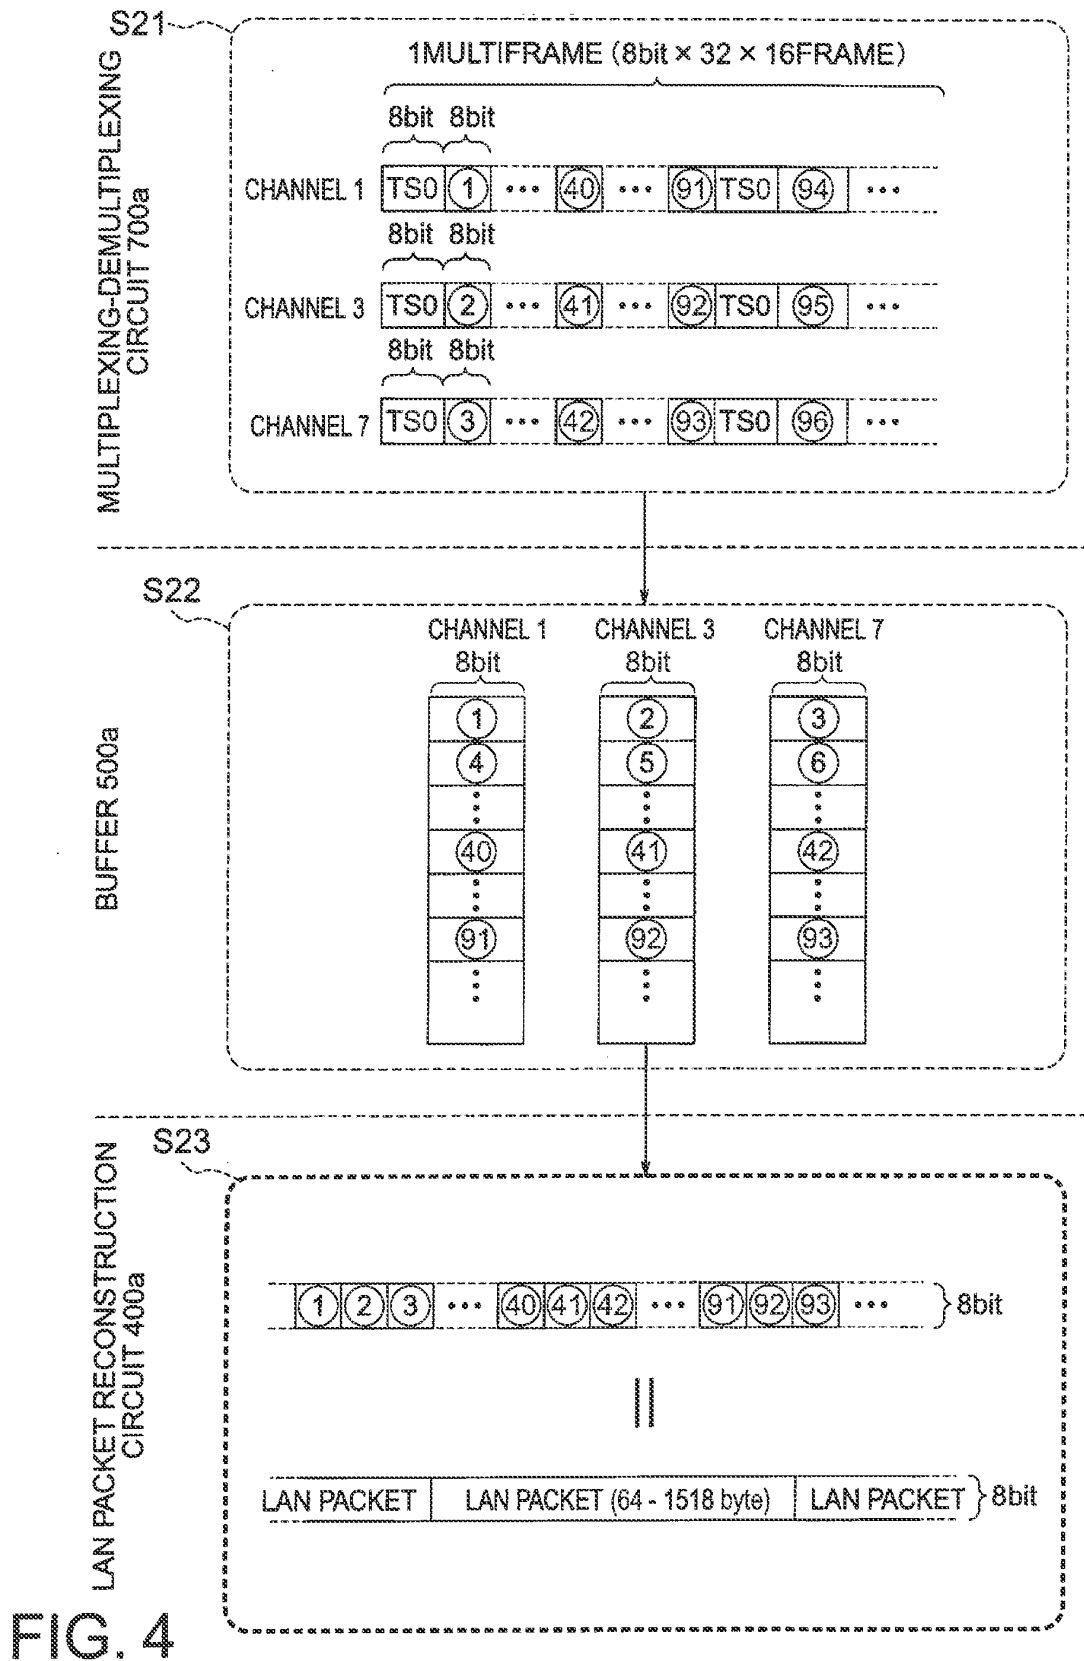 S21
MULTIPLEXING-DEMULTIPLEXING
CIRCUIT 700a
1MULTIFRAME (8bit × 32 × 16FRAME)
8bit 8bit
CHANNEL 1 TS0 1 ••• 40 ••• 91 TS0 94 •••
8bit 8bit
CHANNEL 3 TS0 2 ••• 41 ••• 92 TS0 95 •••
8bit 8bit
CHANNEL 7 TS0 3 ••• 42 ••• 93 TS0 96 •••
S22
BUFFER 500a
CHANNEL 1 CHANNEL 3 CHANNEL 7
8bit 8bit 8bit
1 2 3
4 5 6
40 41 42
91 92 93
S23
LAN PACKET RECONSTRUCTION
CIRCUIT 400a
1 2 3 ••• 40 41 42 ••• 91 92 93 ••• 8bit
LAN PACKET LAN PACKET (64 - 1518 byte) LAN PACKET 8bit
FIG. 4